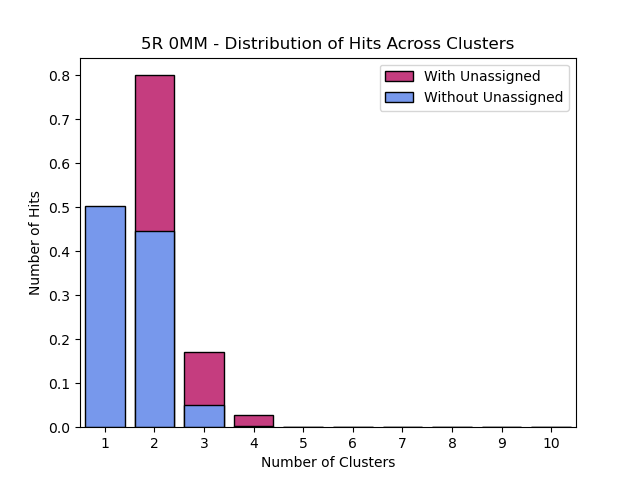 5R 0MM - Distribution of Hits Across Clusters
With Unassigned
Without Unassigned
Number of Hits
0.8
0.7
0.6
0.5
0.4
0.3
0.2
0.1
0.0
1 2 3 4 5 6 7 8 9 10
Number of Clusters